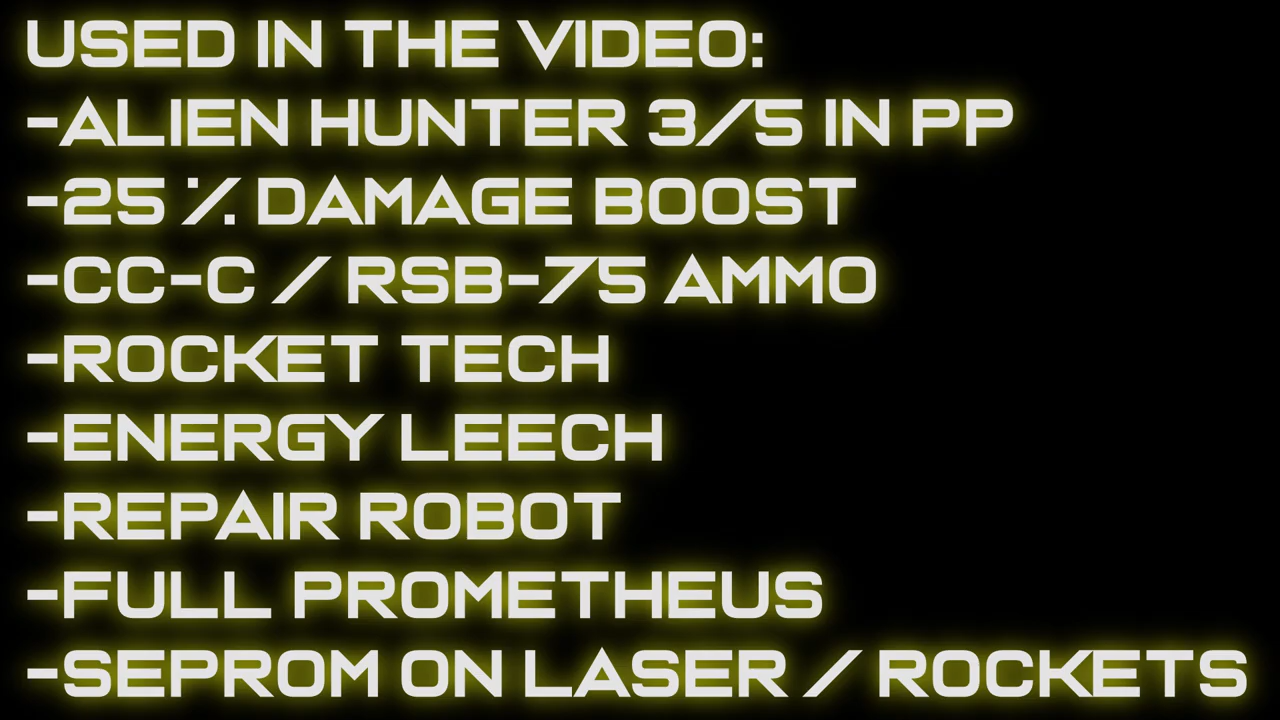 USED IN THE VIDEO:
-ALIEN HUNTER 3/5 IN PP
-25 % DAMAGE BOOST
-CC-C / RSB-75 AMMO
-ROCKET TECH
-ENERGY LEECH
-REPAIR ROBOT
-FULL PROMETHEUS
-SEPROM ON LASER / ROCKETS